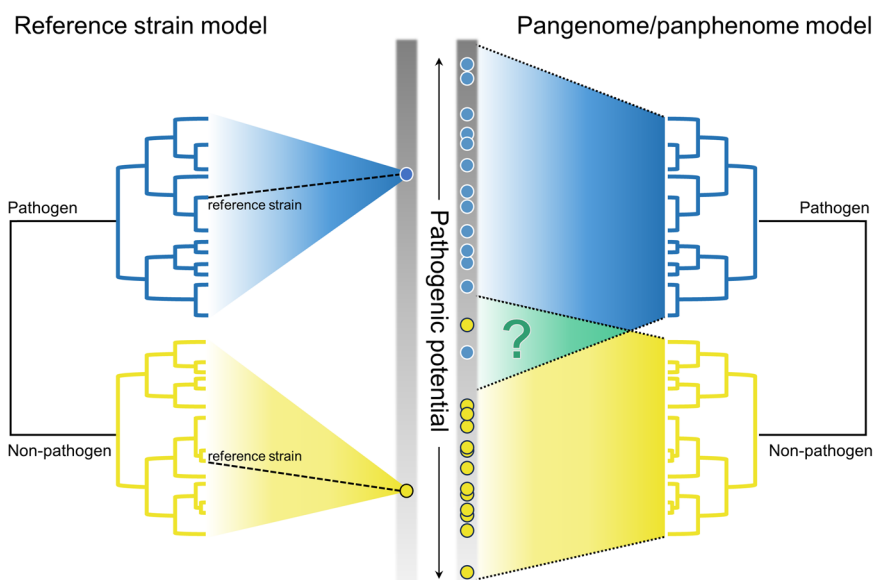 Reference strain model
Pangenome/panphenome model
Pathogen
reference strain
Non-pathogen
reference strain
Pathogenic potential
?
Pathogen
Non-pathogen